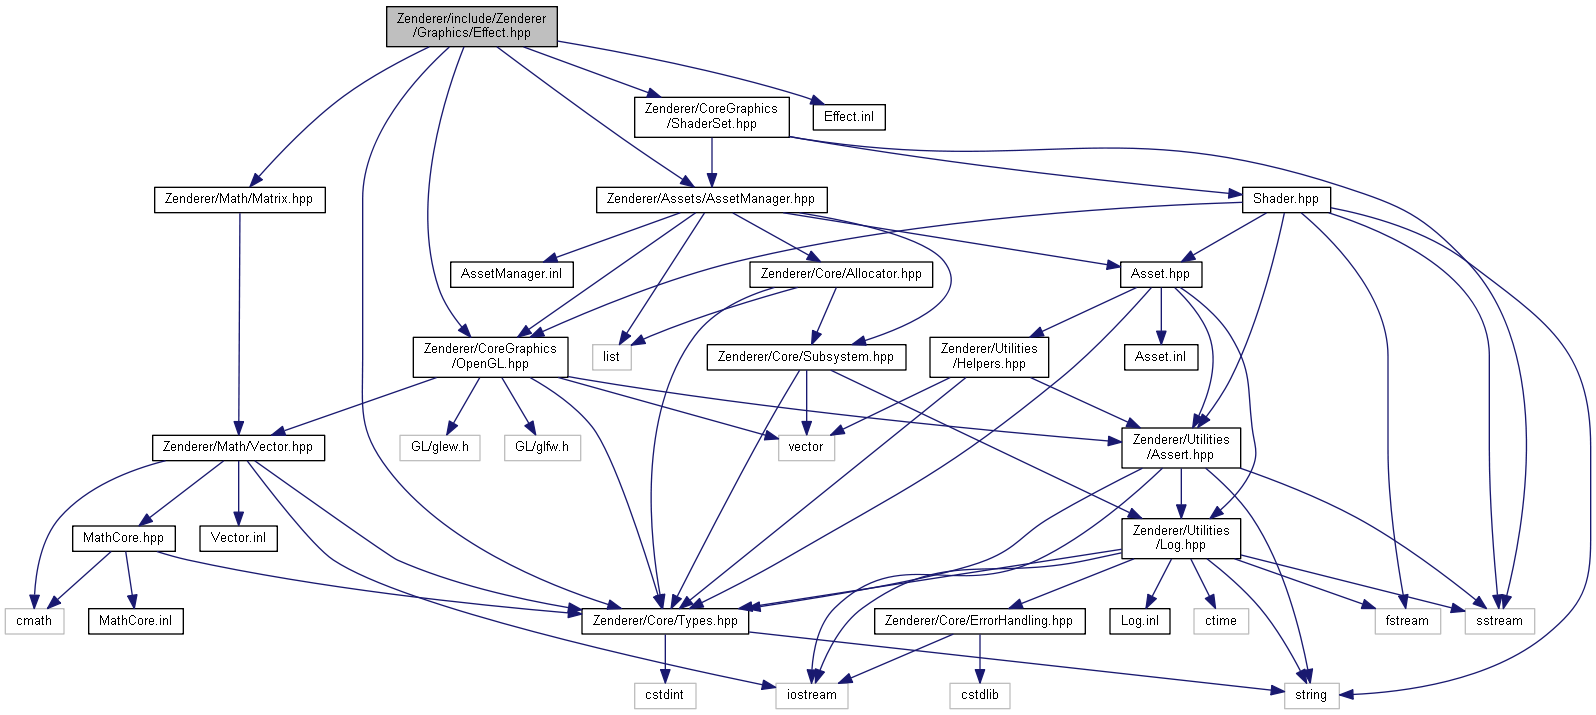 Zenderer/include/Zenderer
/Graphics/Effect.hpp
Zenderer/CoreGraphics
/ShaderSet.hpp
Effect.inl
Zenderer/Math/Matrix.hpp
Zenderer/Assets/AssetManager.hpp
Shader.hpp
AssetManager.inl
Zenderer/Core/Allocator.hpp
Asset.hpp
Zenderer/CoreGraphics
/OpenGL.hpp
list
Zenderer/Core/Subsystem.hpp
Zenderer/Utilities
/Helpers.hpp
Asset.inl
Zenderer/Math/Vector.hpp
GL/glew.h
GL/glfw.h
vector
Zenderer/Utilities
/Assert.hpp
MathCore.hpp
Vector.inl
Zenderer/Utilities
/Log.hpp
cmath
MathCore.inl
Zenderer/Core/Types.hpp
Zenderer/Core/ErrorHandling.hpp
Log.inl
ctime
fstream
sstream
cstdint
iostream
cstdlib
string